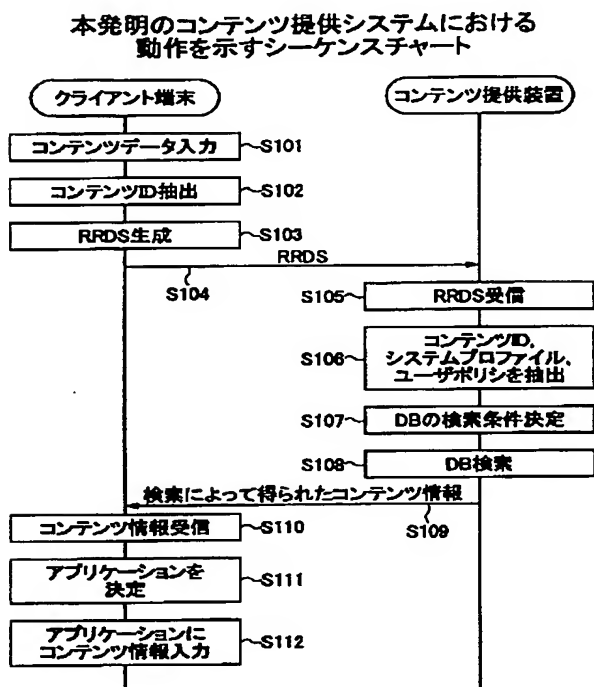 本発明のコンテンツ提供システムにおける
動作を示すシーケンスチャート
クライアント端末
コンテンツ提供装置
コンテンツデータ入力
S101
コンテンツID抽出
S102
RRDS生成
S103
RRDS
S104
S105
RRDS受信
S106
コンテンツID,
システムプロファイル、
ユーザポリシを抽出
S107
DBの検索条件決定
S108
DB検索
検索によって得られたコンテンツ情報
S109
コンテンツ情報受信
S110
アプリケーションを
決定
S111
アプリケーションに
コンテンツ情報入力
S112